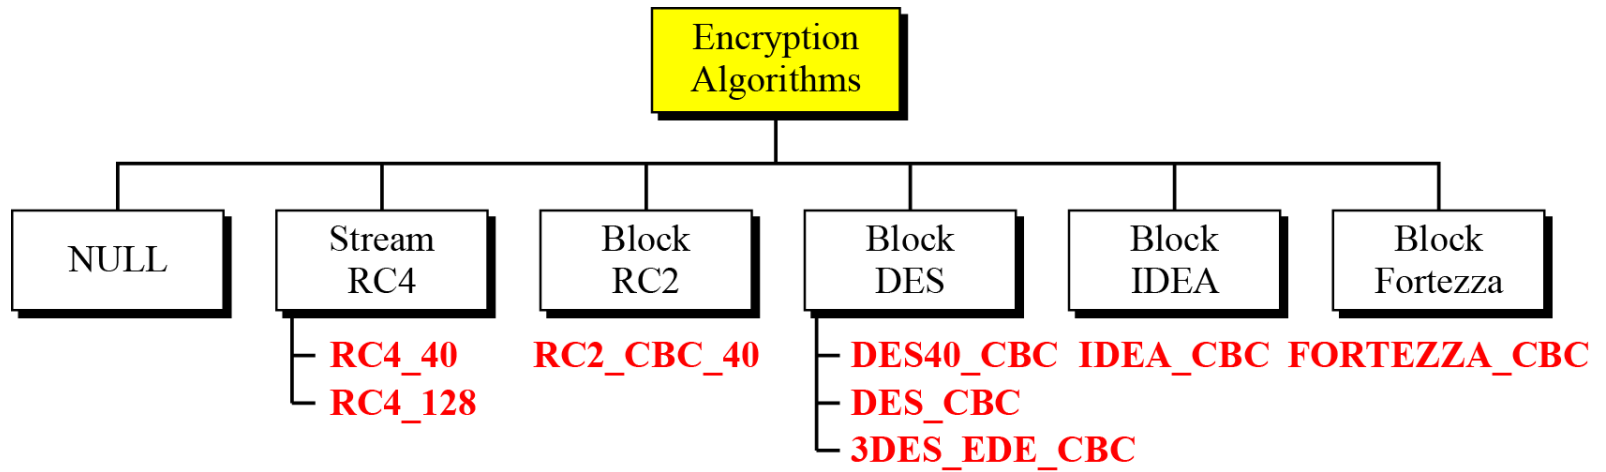 Encryption
Algorithms
NULL
Stream
RC4
Block
RC2
Block
DES
Block
IDEA
Block
Fortezza
RC4_40
RC2_CBC_40
DES40_CBC
IDEA_CBC
FORTEZZA_CBC
RC4_128
DES_CBC
3DES_EDE_CBC